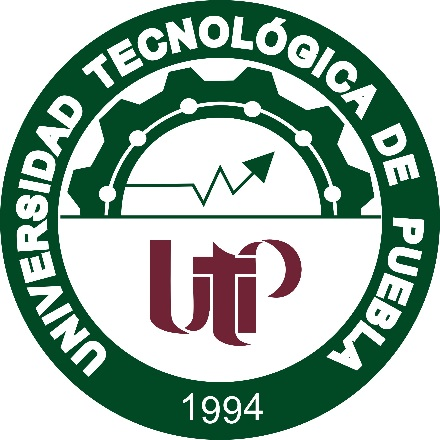 UNIVERSIDAD TECNOLÓGICA DE PUEBLA
UTP
1994